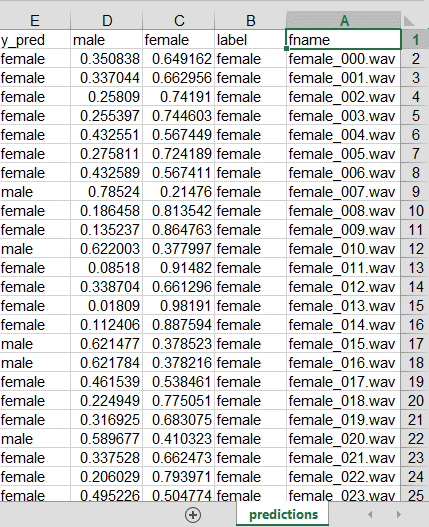 E D C B A
y_pred male female label fname 1
female 0.350838 0.649162 female female_000.wav 2
female 0.337044 0.662956 female female_001.wav 3
female 0.25809 0.74191 female female_002.wav 4
female 0.255397 0.744603 female female_003.wav 5
female 0.432551 0.567449 female female_004.wav 6
female 0.275811 0.724189 female female_005.wav 7
female 0.432589 0.567411 female female_006.wav 8
male 0.78524 0.21476 female female_007.wav 9
female 0.186458 0.813542 female female_008.wav 10
female 0.135237 0.864763 female female_009.wav 11
male 0.622003 0.377997 female female_010.wav 12
female 0.08518 0.91482 female female_011.wav 13
female 0.338704 0.661296 female female_012.wav 14
female 0.01809 0.98191 female female_013.wav 15
female 0.112406 0.887594 female female_014.wav 16
male 0.621477 0.378523 female female_015.wav 17
male 0.621784 0.378216 female female_016.wav 18
female 0.461539 0.538461 female female_017.wav 19
female 0.224949 0.775051 female female_018.wav 20
female 0.316925 0.683075 female female_019.wav 21
male 0.589677 0.410323 female female_020.wav 22
female 0.337528 0.662473 female female_021.wav 23
female 0.206029 0.793971 female female_022.wav 24
female 0.495226 0.504774 female female_023.wav 25
predictions